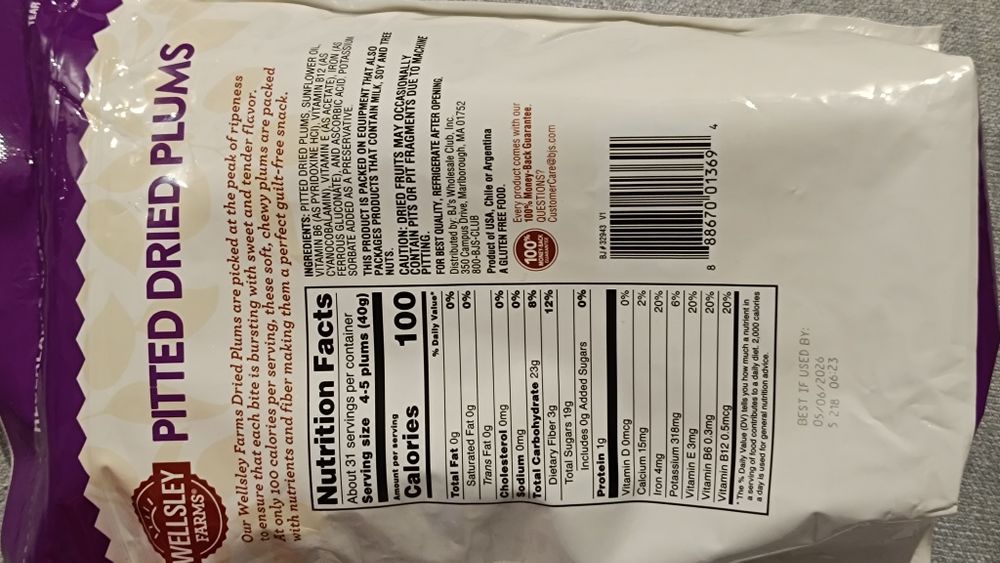 WELLSLEY
FARMS®
PITTED DRIED PLUMS
Our Wellsley Farms Dried Plums are picked at the peak of ripeness
to ensure that each bite is bursting with sweet and tender flavor.
At only 100 calories per serving, these soft, chewy plums are packed
with nutrients and fiber making them a perfect guilt-free snack.
Nutrition Facts
About 31 servings per container
Serving size 4-5 plums (40g)
Amount per serving
Calories 100
% Daily Value*
Total Fat 0g 0%
Saturated Fat 0g 0%
Trans Fat 0g
Cholesterol 0mg 0%
Sodium 0mg 0%
Total Carbohydrate 23g 8%
Dietary Fiber 3g 12%
Total Sugars 19g
Includes 0g Added Sugars 0%
Protein 1g
Vitamin D 0mcg 0%
Calcium 15mg 2%
Iron 4mg 20%
Potassium 318mg 6%
Vitamin E 3mg 20%
Vitamin B6 0.3mg 20%
Vitamin B12 0.5mcg 20%
* The % Daily Value (DV) tells you how much a nutrient in
a serving of food contributes to a daily diet. 2,000 calories
a day is used for general nutrition advice.
INGREDIENTS: PITTED DRIED PLUMS, SUNFLOWER OIL,
VITAMIN B6 (AS PYRIDOXINE HCl), VITAMIN B12 (AS
CYANOCOBALAMIN), VITAMIN E (AS ACETATE), IRON (AS
FERROUS GLUCONATE), AND ASCORBIC ACID, POTASSIUM
SORBATE ADDED AS A PRESERVATIVE.
THIS PRODUCT IS PACKED ON EQUIPMENT THAT ALSO
PACKAGES PRODUCTS THAT CONTAIN MILK, SOY AND TREE
NUTS.
CAUTION: DRIED FRUITS MAY OCCASIONALLY
CONTAIN PITS OR PIT FRAGMENTS DUE TO MACHINE
PITTING.
FOR BEST QUALITY, REFRIGERATE AFTER OPENING.
Distributed by: BJ's Wholesale Club, Inc.
350 Campus Drive, Marlborough, MA 01752
800-BJS-CLUB
Product of USA, Chile or Argentina
A GLUTEN FREE FOOD.
100%
MONEY-BACK
GUARANTEE
Every product comes with our
100% Money-Back Guarantee.
QUESTIONS?
CustomerCare@bjs.com
BJ # 32943 V1
8 88670 01369 4
BEST IF USED BY:
05/06/2026
5 218 06:23
TEAR